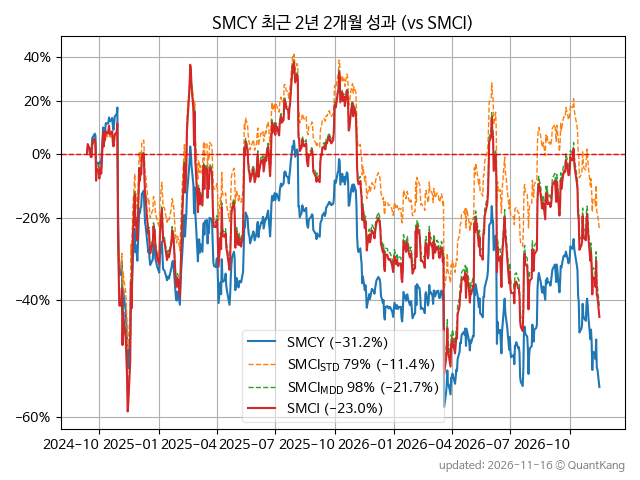 SMCY 최근 2년 2개월 성과 (vs SMCI)
40%
20%
0%
−20%
−40%
−60%
SMCY (−31.2%)
SMCI_STD 79% (−11.4%)
SMCI_MDD 98% (−21.7%)
SMCI (−23.0%)
2024−10 2025−01 2025−04 2025−07 2025−10 2026−01 2026−04 2026−07 2026−10
updated: 2026−11−16 © QuantKang